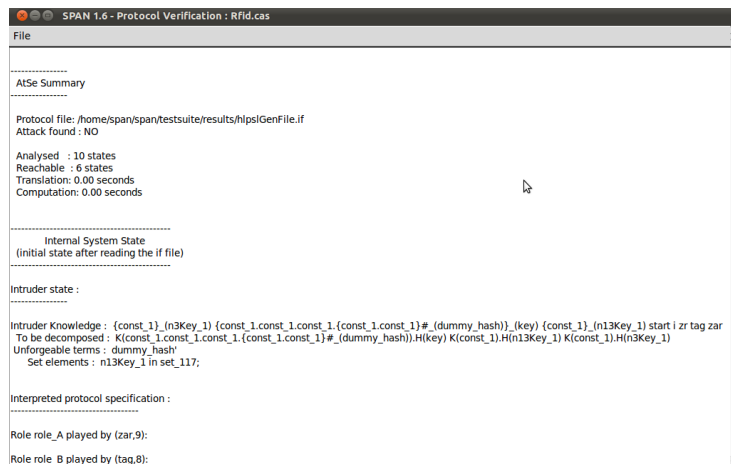 SPAN 1.6 - Protocol Verification : Rfid.cas
File
----------------
AtSe Summary
----------------
Protocol file: /home/span/span/testsuite/results/hlpslGenFile.if
Attack found : NO
Analysed : 10 states
Reachable : 6 states
Translation: 0.00 seconds
Computation: 0.00 seconds
---------------------------------------------
Internal System State
(initial state after reading the if file)
---------------------------------------------
Intruder state :
----------------
Intruder Knowledge : {const_1}_(n3Key_1) {const_1.const_1.const_1.{const_1.const_1}#_(dummy_hash)}_(key) {const_1}_(n13Key_1) start i zr tag zar
To be decomposed : K(const_1.const_1.const_1.{const_1.const_1}#_(dummy_hash)).H(key) K(const_1).H(n13Key_1) K(const_1).H(n3Key_1)
Unforgeable terms : dummy_hash'
Set elements : n13Key_1 in set_117;
Interpreted protocol specification :
------------------------------------
Role role_A played by (zar,9):
Role role_B played by (tag,8):